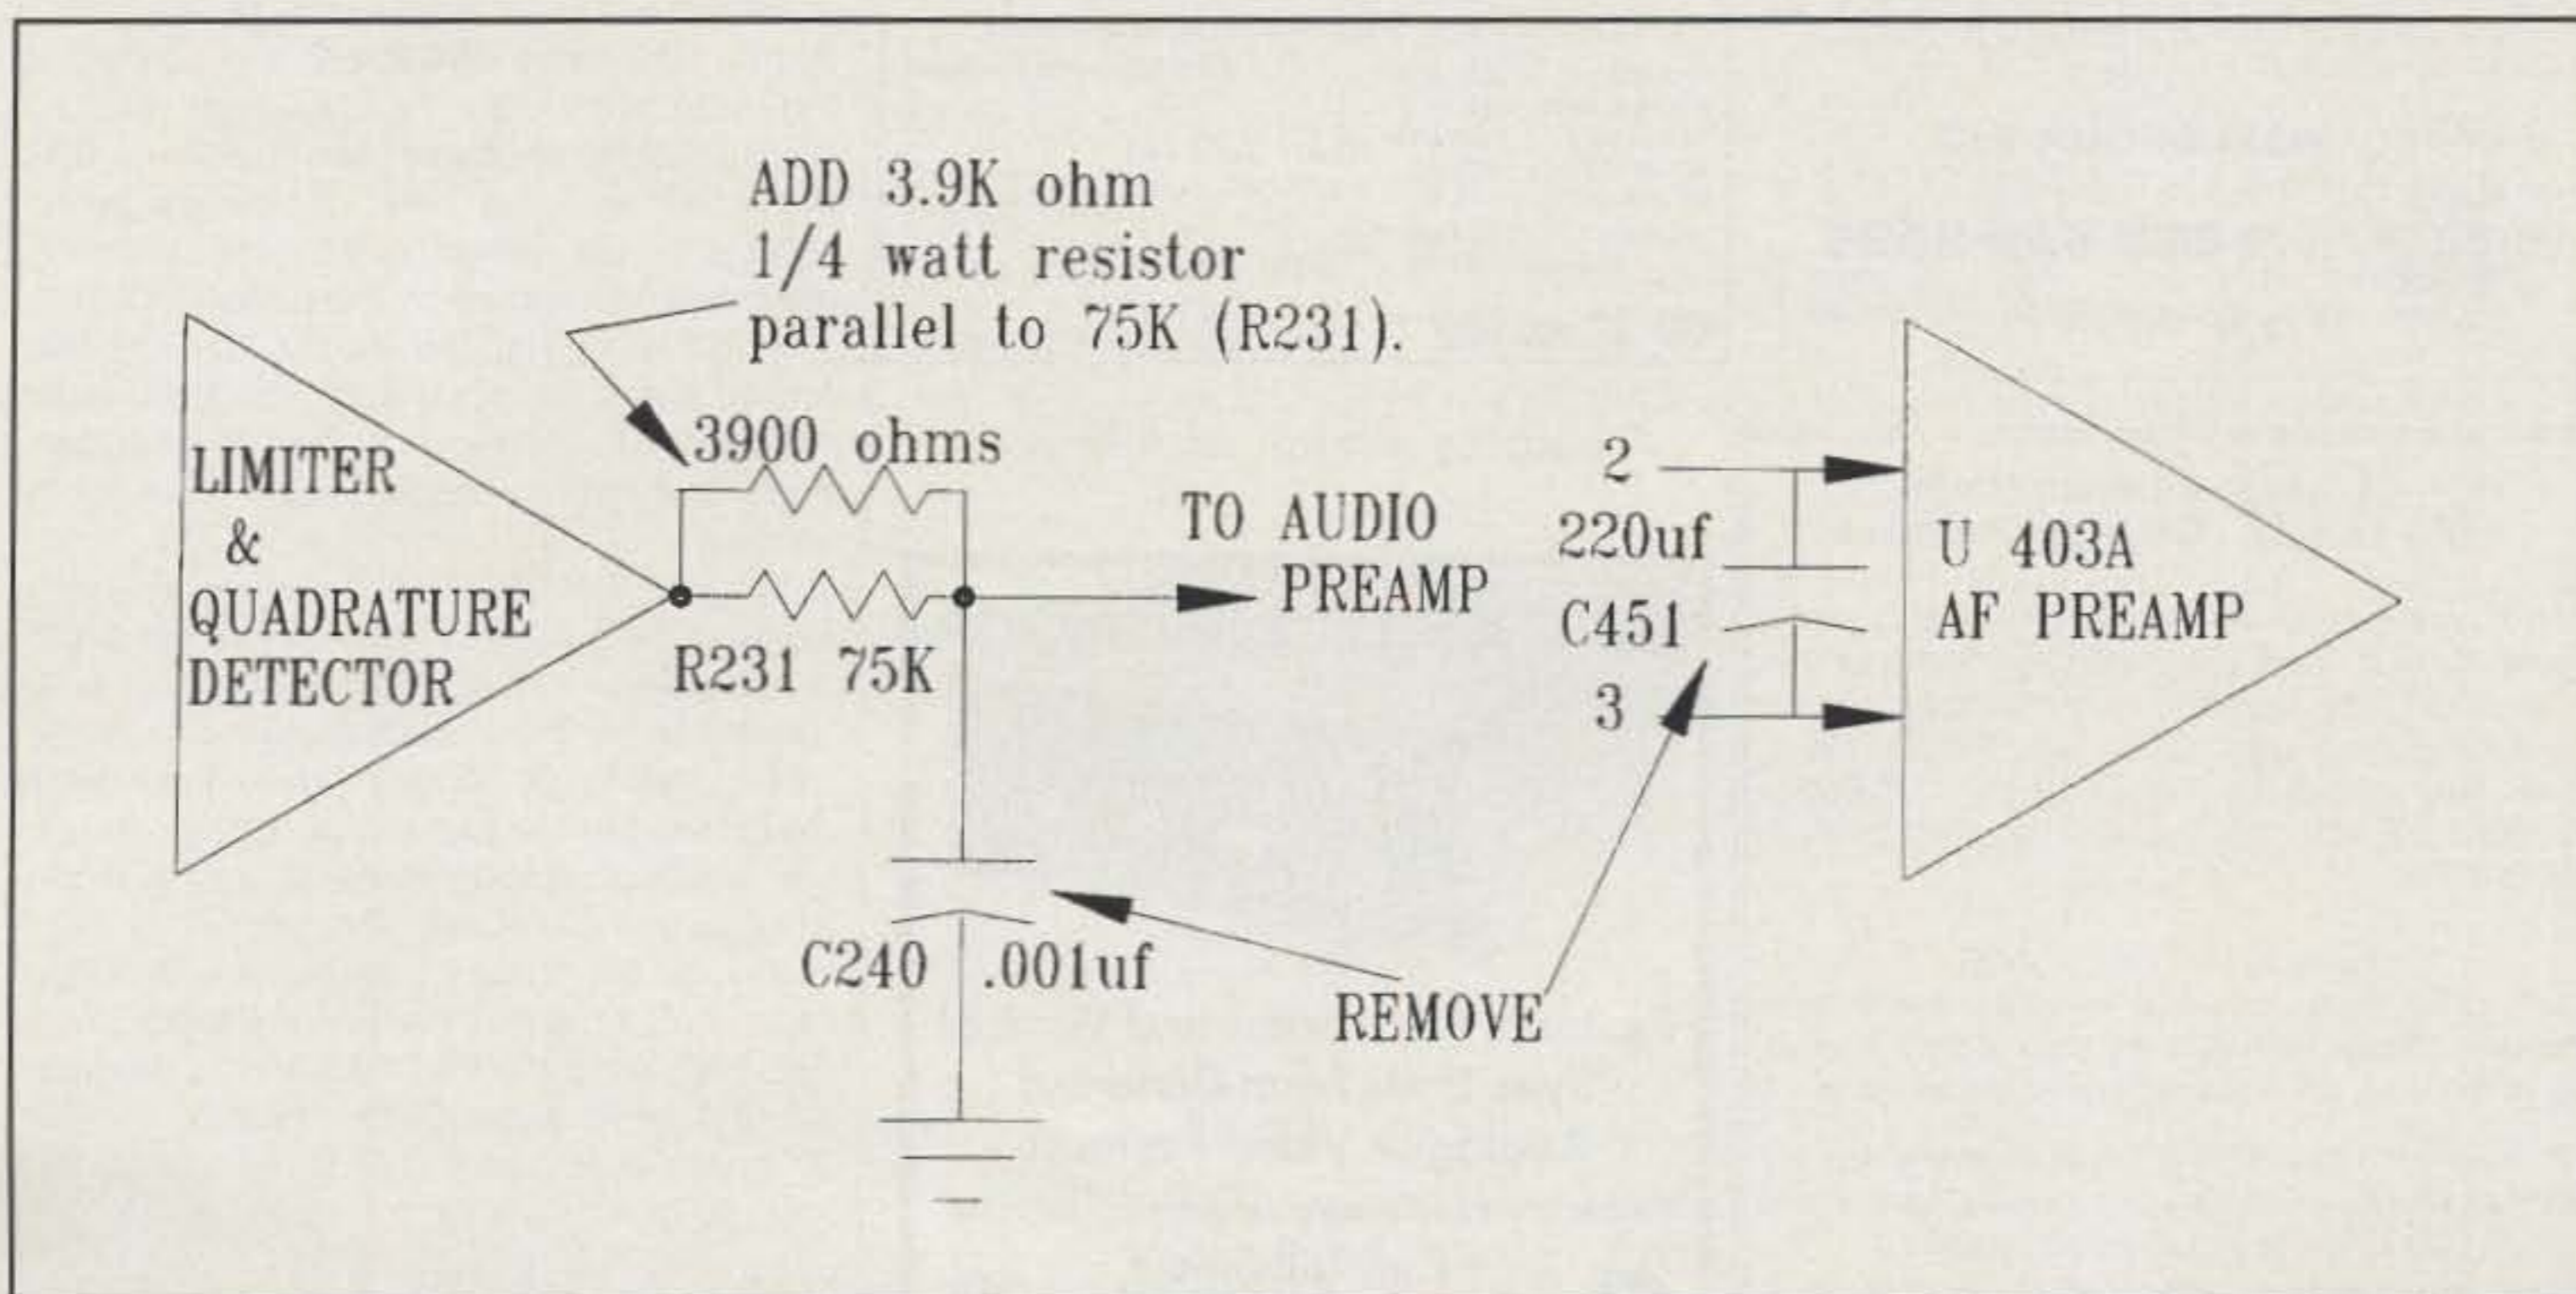 ADD 3.9K ohm
1/4 watt resistor
parallel to 75K (R231).
3900 ohms
LIMITER
&
QUADRATURE
DETECTOR
R231 75K
TO AUDIO
PREAMP
C240 .001uf
REMOVE
2
220uf
C451
3
U 403A
AF PREAMP